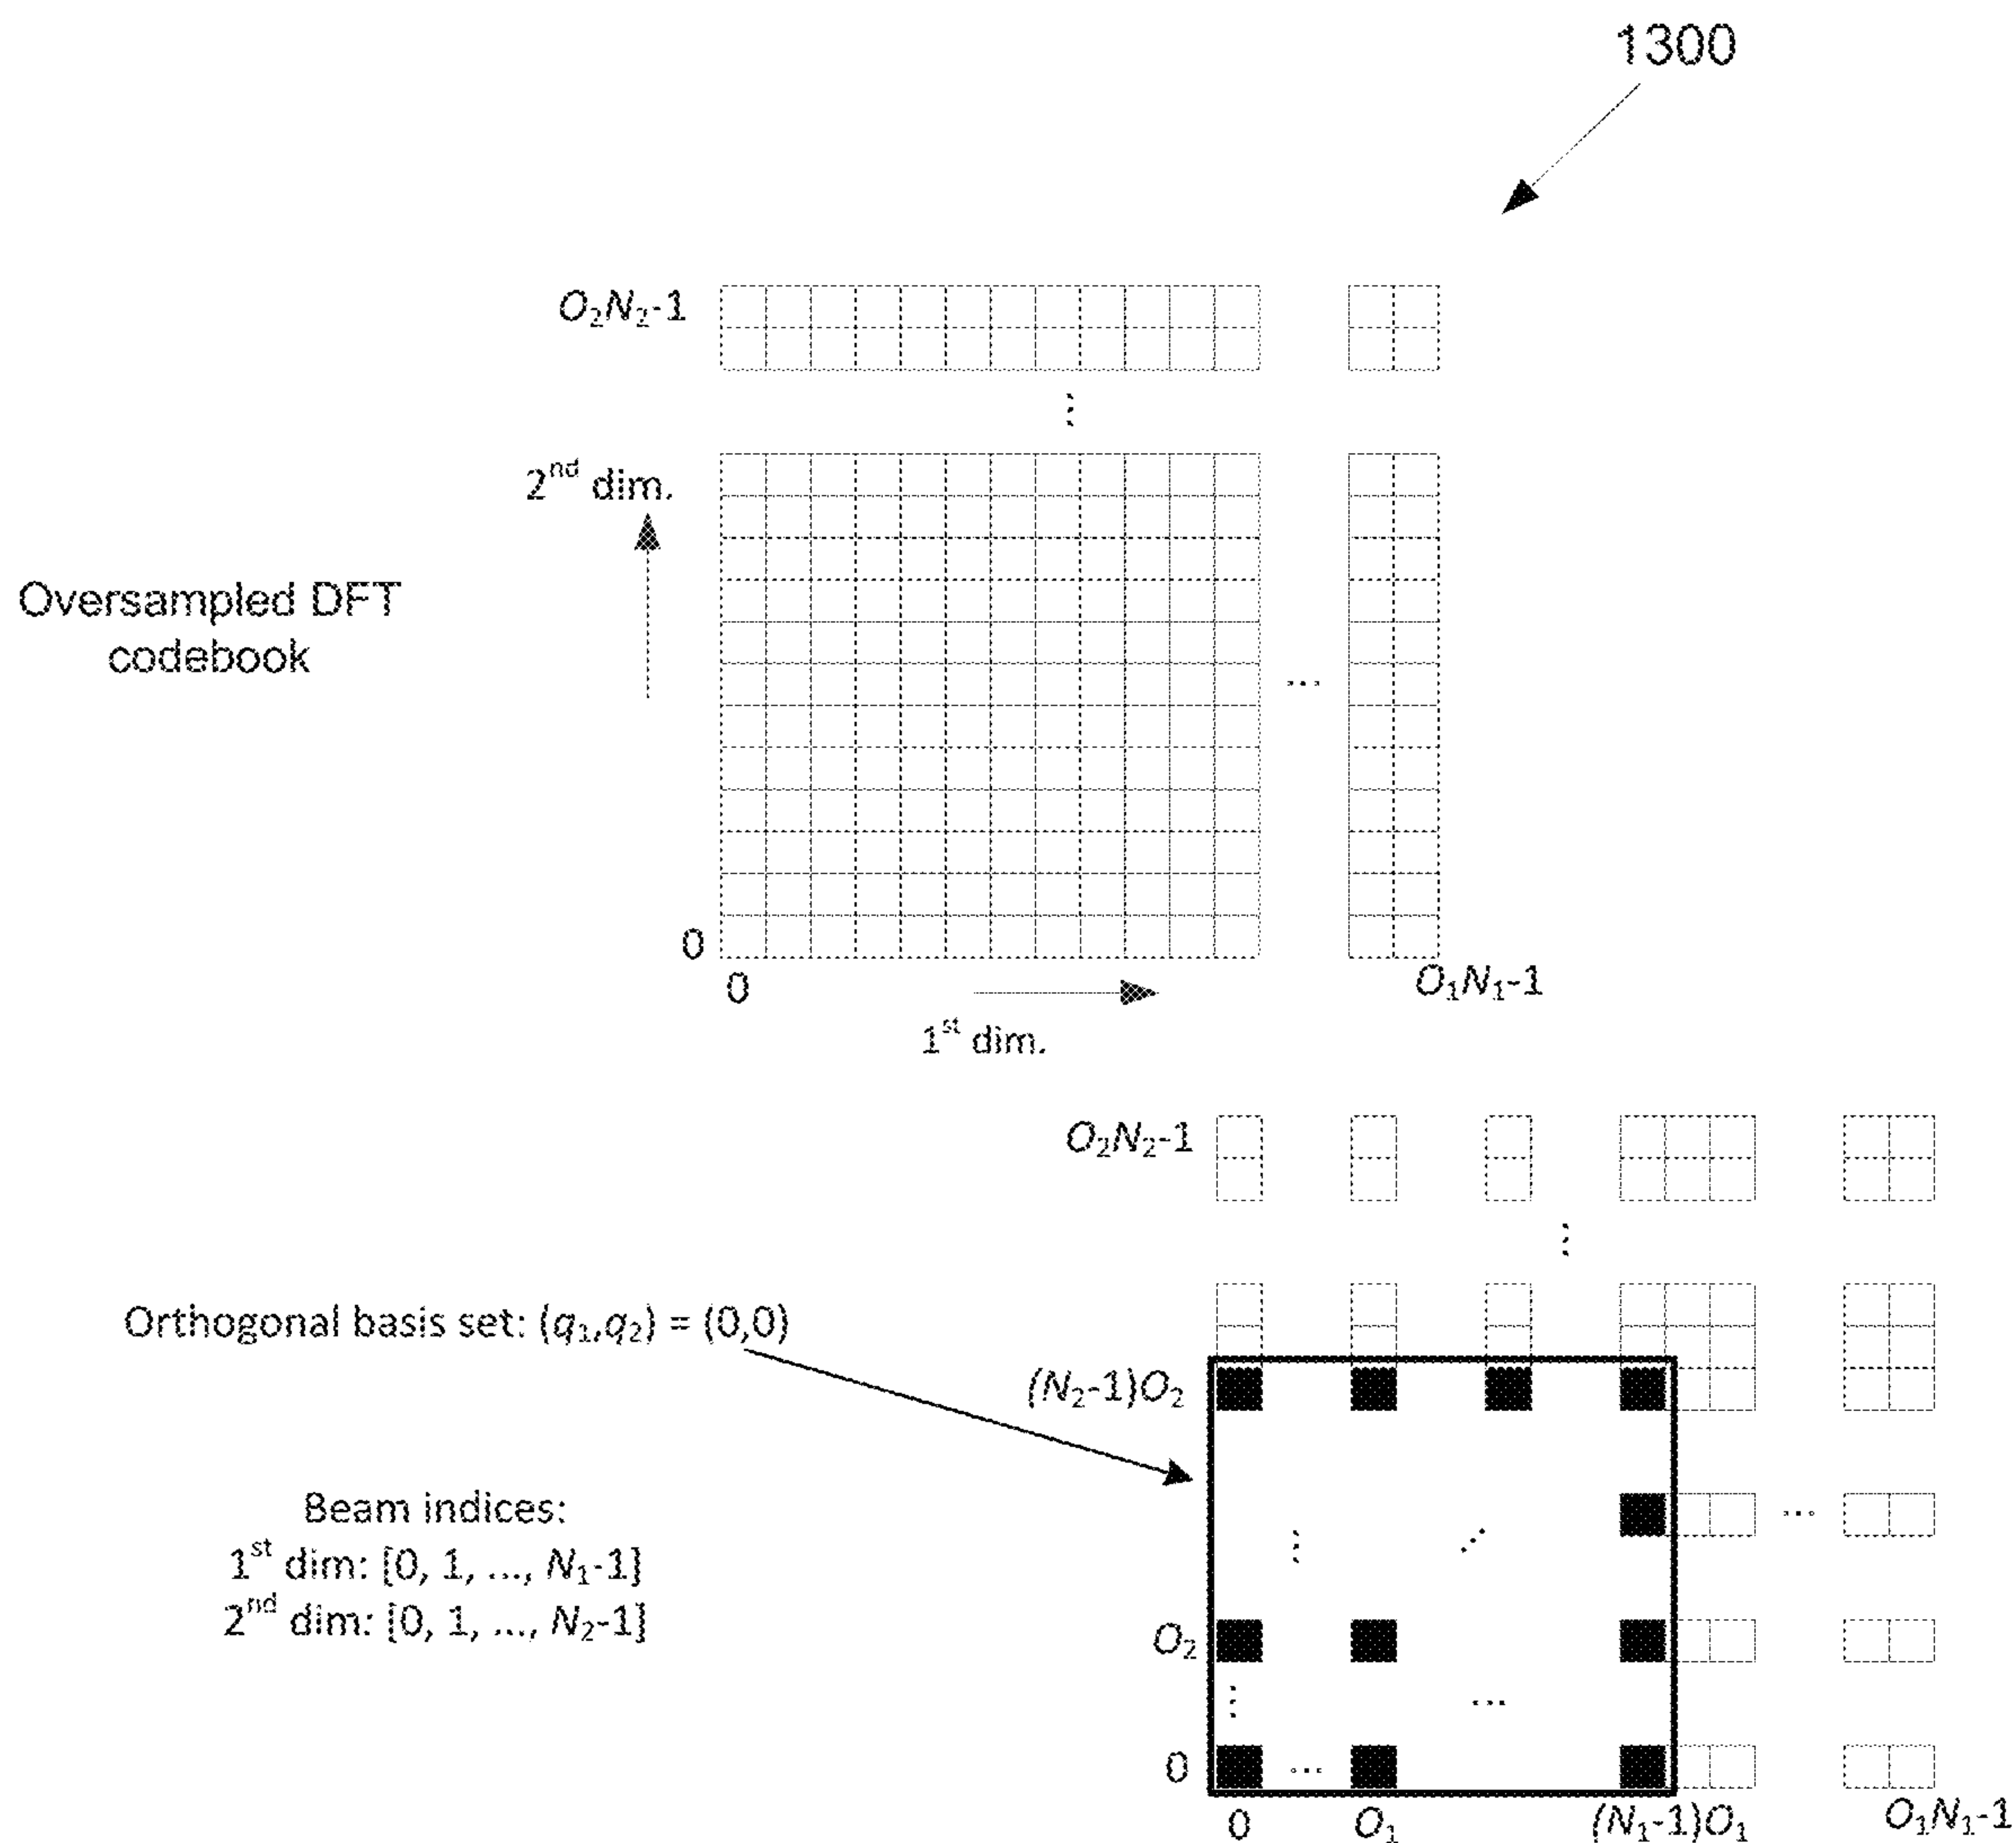 1300
O₂N₂-1
⋮
2ⁿᵈ dim.
Oversampled DFT
codebook
...
0
0
O₁N₁-1
1ˢᵗ dim.
O₂N₂-1
⋮
Orthogonal basis set: (q₁,q₂) = (0,0)
(N₂-1)O₂
Beam indices:
1ˢᵗ dim: [0, 1, ..., N₁-1]
2ⁿᵈ dim: [0, 1, ..., N₂-1]
...
⋮
⋰
O₂
⋮
...
0
...
0
O₁
(N₁-1)O₁
O₁N₁-1